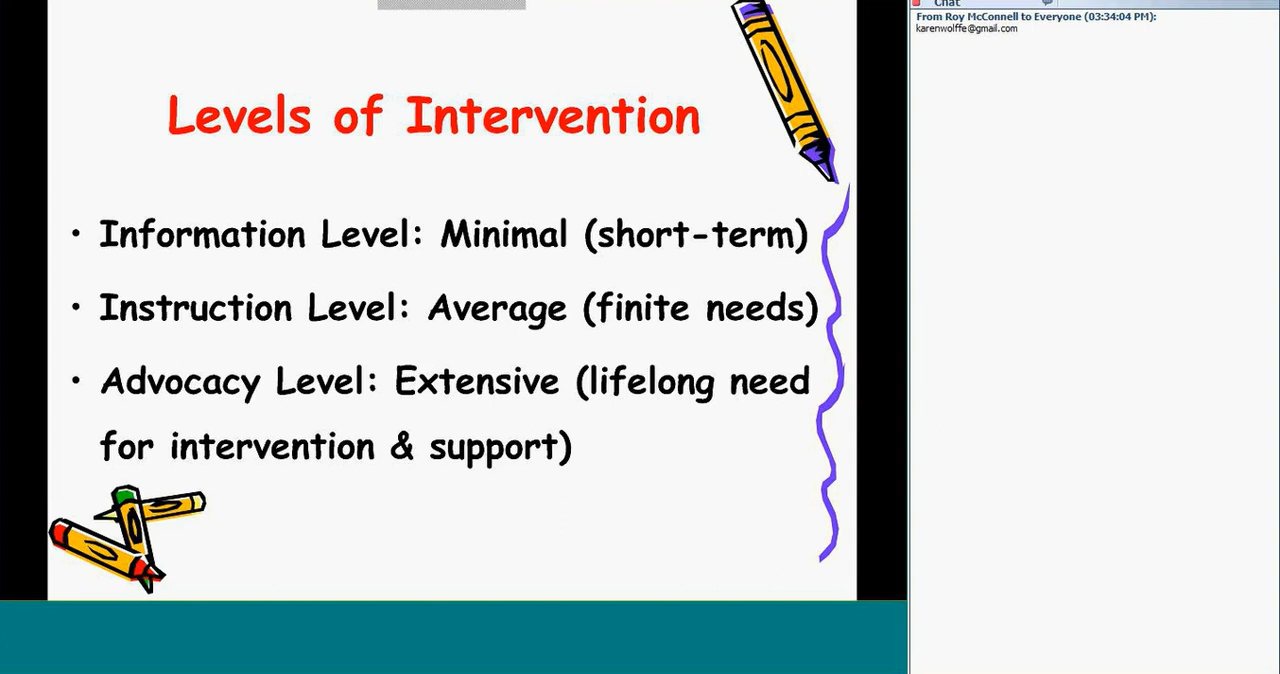 Levels of Intervention
• Information Level: Minimal (short-term)
• Instruction Level: Average (finite needs)
• Advocacy Level: Extensive (lifelong need
for intervention & support)
Chat
From Roy McConnell to Everyone (03:34:04 PM):
karenwolffe@gmail.com